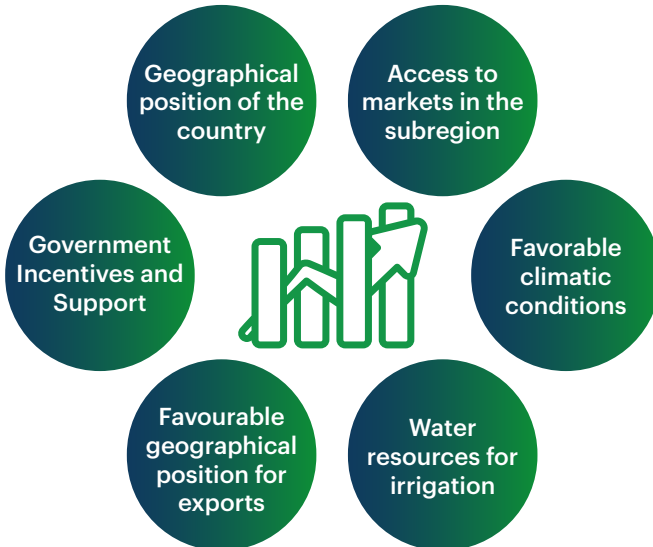 Geographical
position of the
country
Access to
markets in the
subregion
Government
Incentives and
Support
Favorable
climatic
conditions
Favourable
geographical
position for
exports
Water
resources for
irrigation